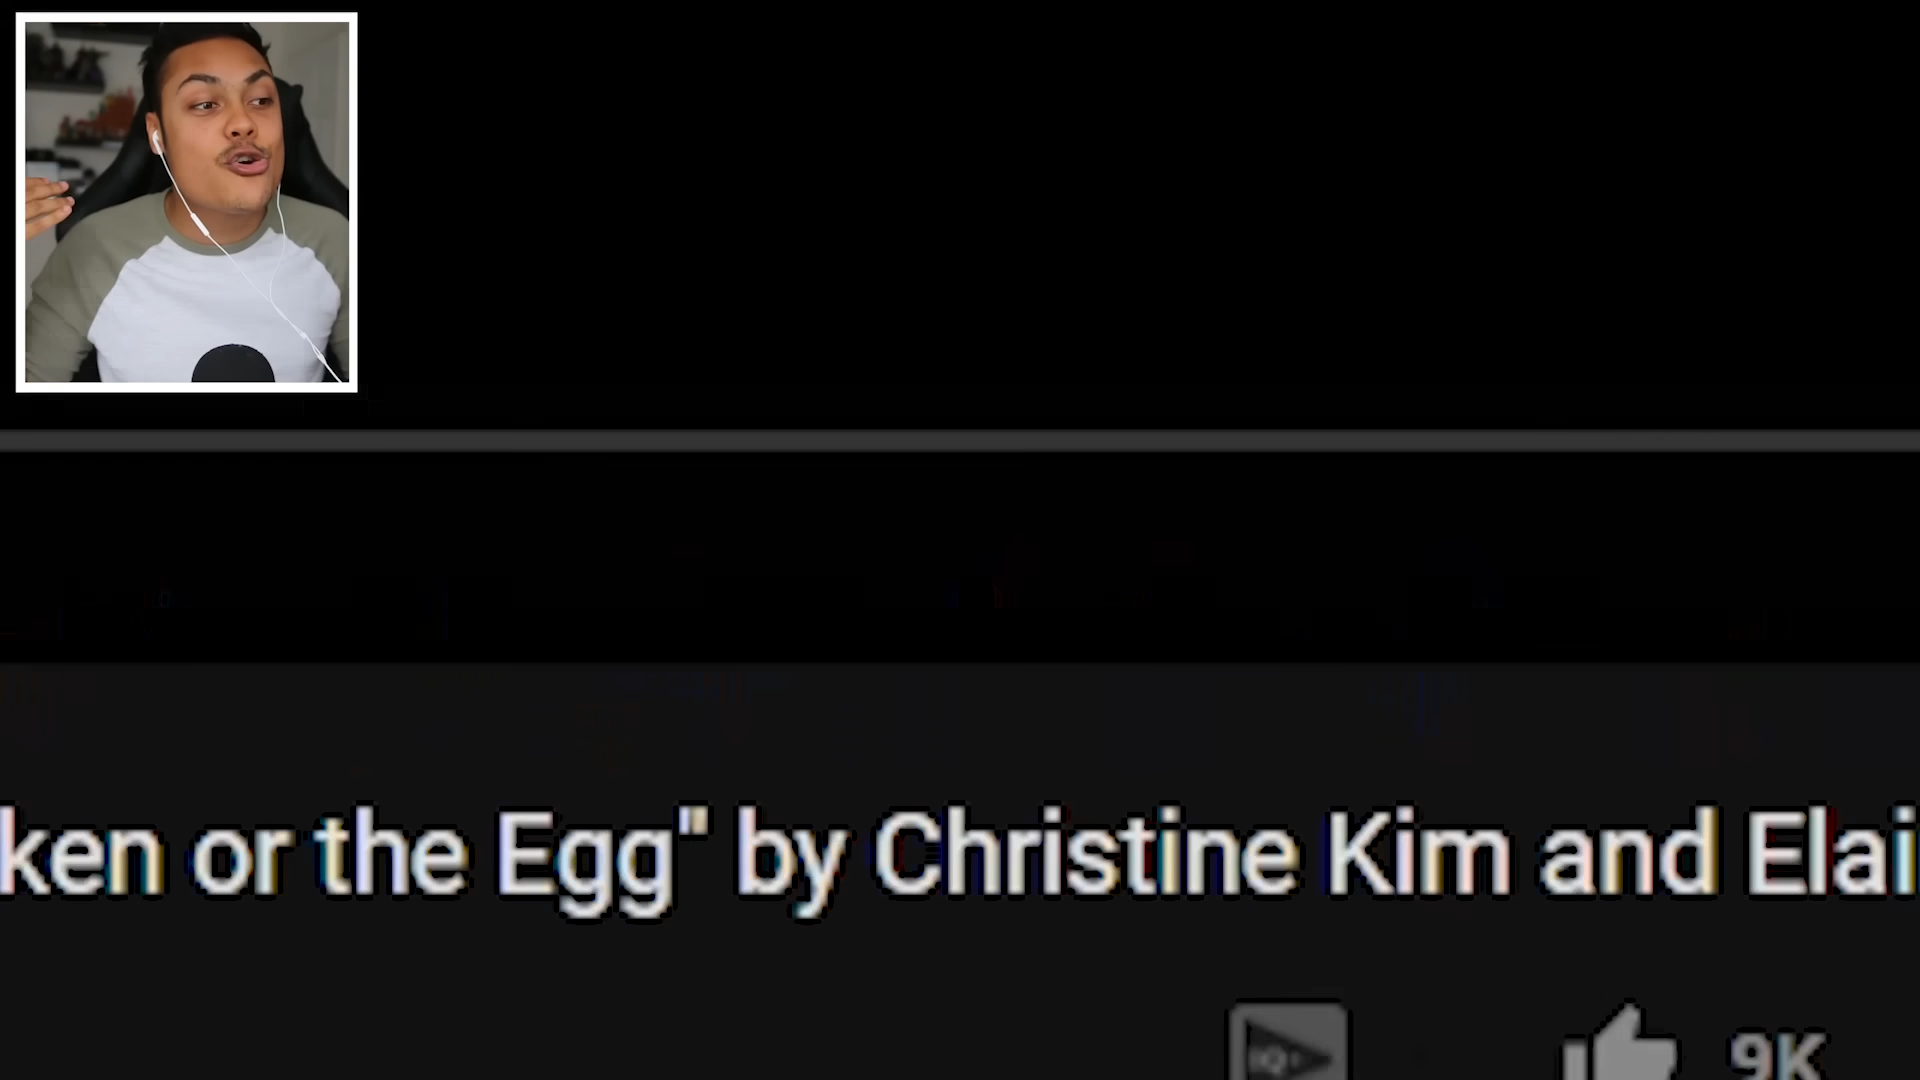 ken or the Egg" by Christine Kim and Elai
9K